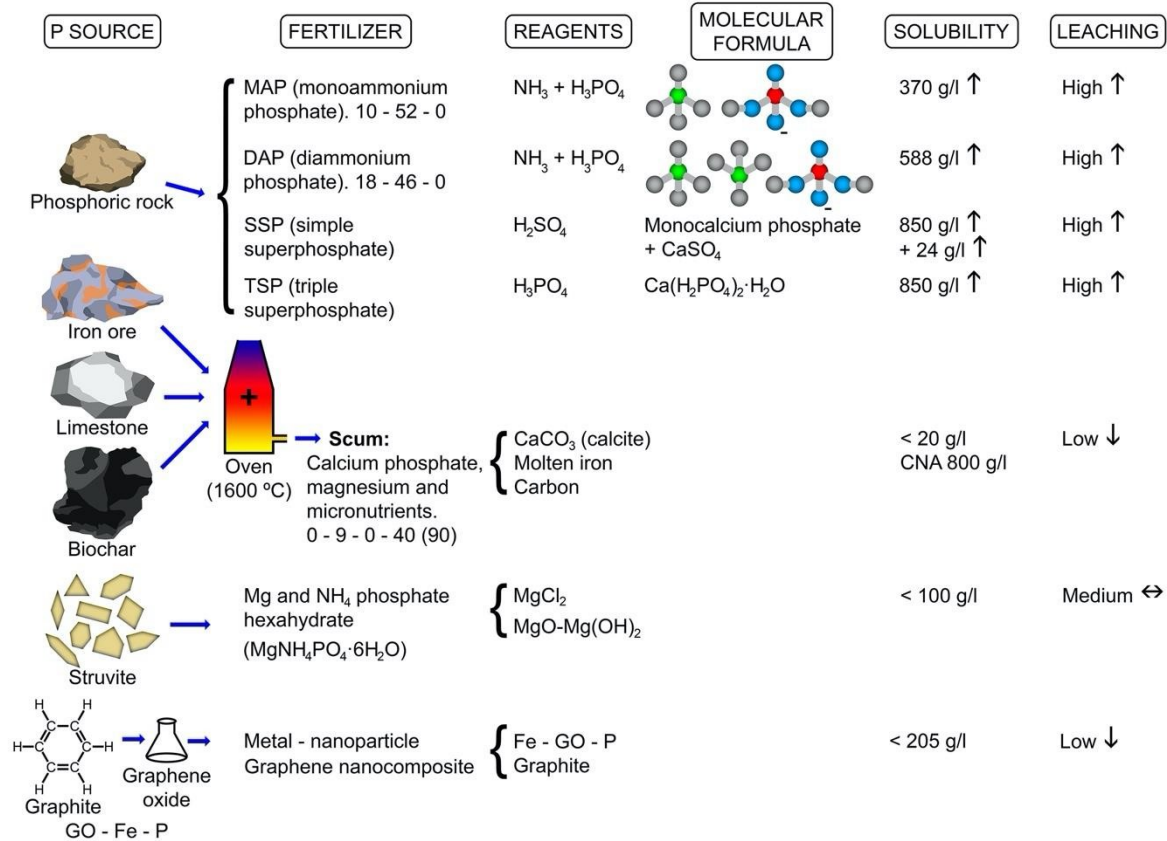 P SOURCE
FERTILIZER
REAGENTS
MOLECULAR
FORMULA
SOLUBILITY
LEACHING
Phosphoric rock
MAP (monoammonium
phosphate). 10 - 52 - 0
NH₃ + H₃PO₄
-
370 g/l ↑
High ↑
DAP (diammonium
phosphate). 18 - 46 - 0
NH₃ + H₃PO₄
-
588 g/l ↑
High ↑
SSP (simple
superphosphate)
H₂SO₄
Monocalcium phosphate
+ CaSO₄
850 g/l ↑
+ 24 g/l ↑
High ↑
TSP (triple
superphosphate)
H₃PO₄
Ca(H₂PO₄)₂·H₂O
850 g/l ↑
High ↑
Iron ore
Limestone
Biochar
+
Oven
(1600 ºC)
Scum:
Calcium phosphate,
magnesium and
micronutrients.
0 - 9 - 0 - 40 (90)
CaCO₃ (calcite)
Molten iron
Carbon
< 20 g/l
CNA 800 g/l
Low ↓
Struvite
Mg and NH₄ phosphate
hexahydrate
(MgNH₄PO₄·6H₂O)
MgCl₂
MgO-Mg(OH)₂
< 100 g/l
Medium ↔
H H
C
C C
H C C H
C
H H
Graphite
Graphene
oxide
GO - Fe - P
Metal - nanoparticle
Graphene nanocomposite
Fe - GO - P
Graphite
< 205 g/l
Low ↓